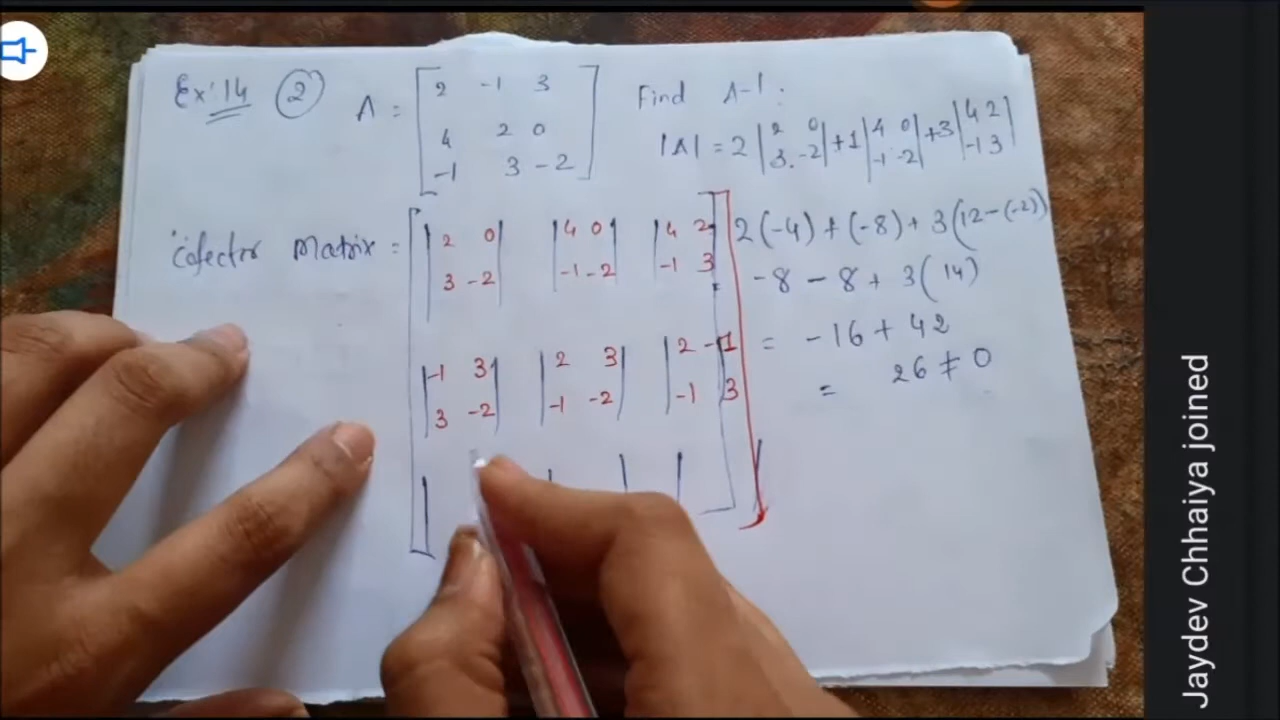 Ex:14 ② A = [ 2 -1 3
4 2 0
-1 3 -2 ]
Find A-1:
|A| = 2 |2 0 3 -2| + 1 |4 0 -1 -2| + 3 |4 2 -1 3|
2(-4) + (-8) + 3(12-(-2))
-8 - 8 + 3(14)
= -16 + 42
= 26 ≠ 0
Cofector Matrix =
2 0 4 0 4 2
3 -2 -1 -2 -1 3
-1 3 2 3 2 -1
3 -2 -1 -2 -1 3
Jaydev Chhaiya joined